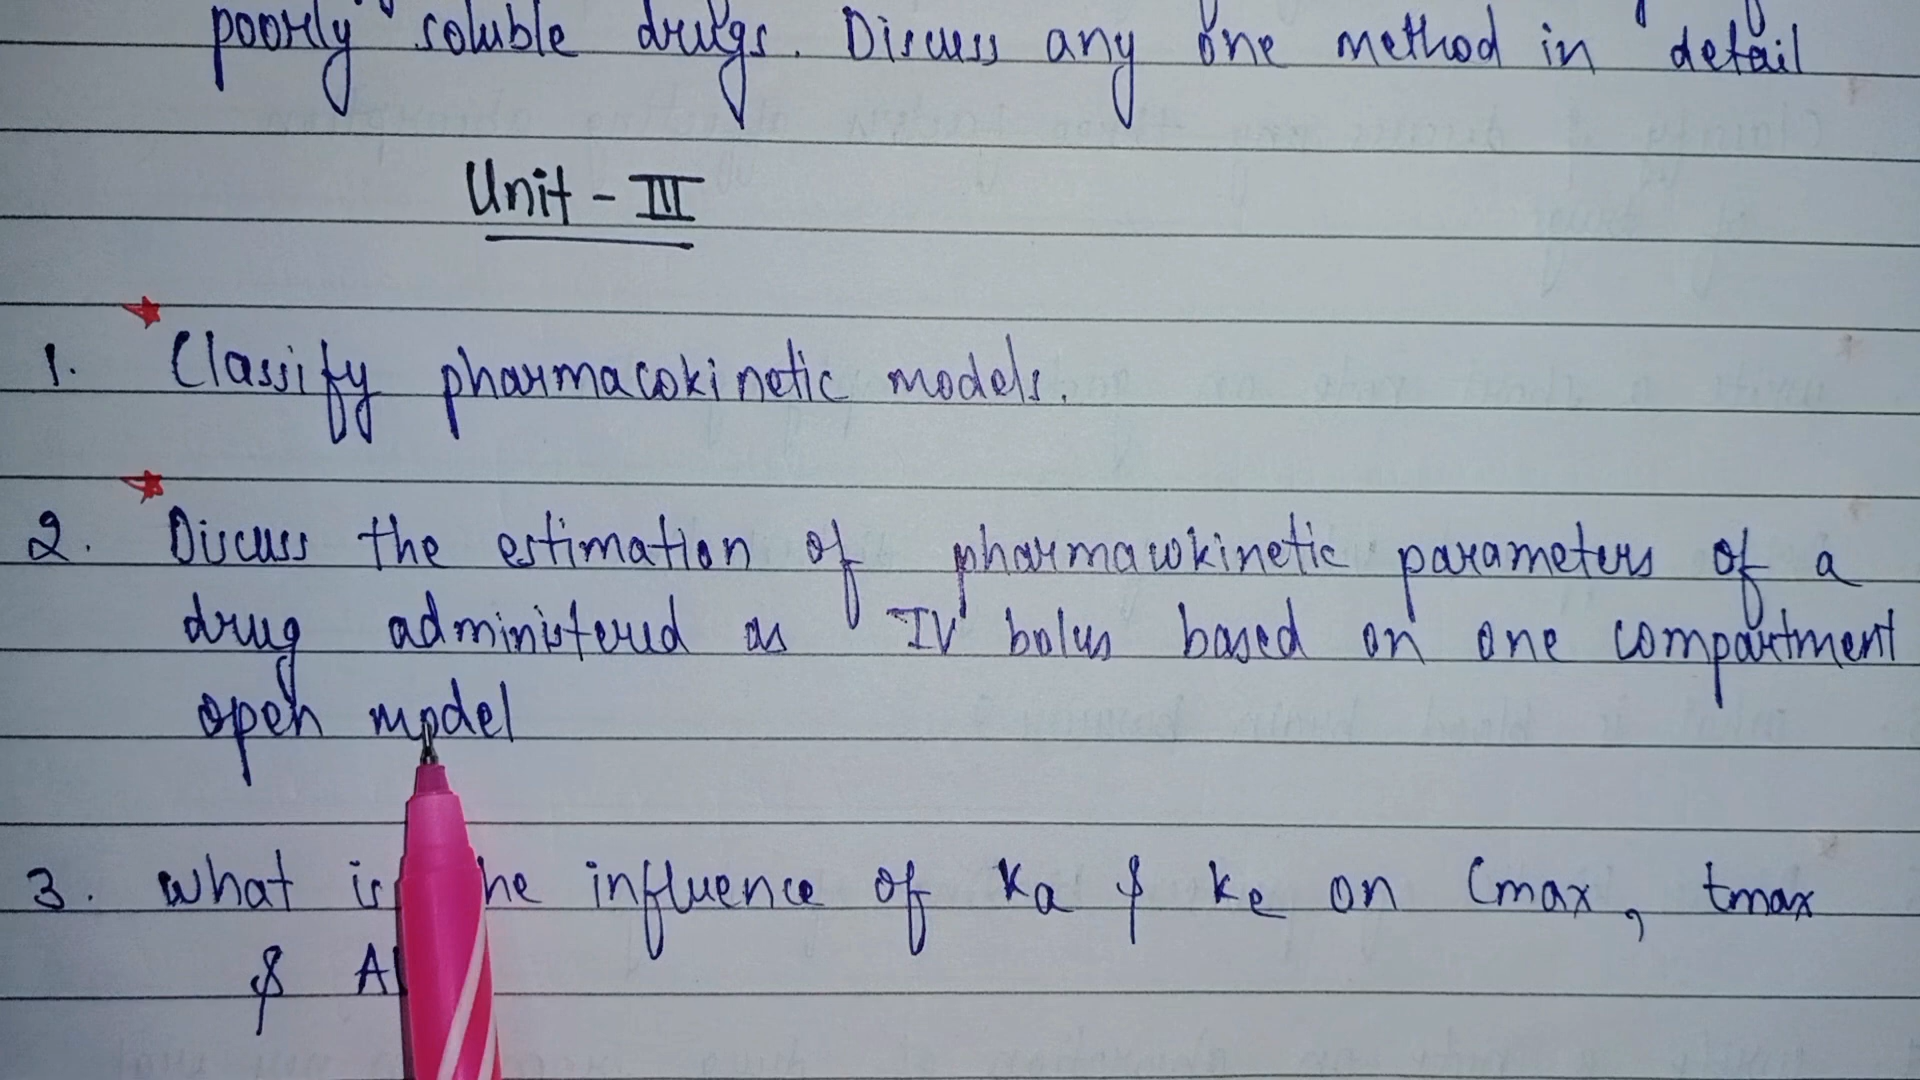 poorly soluble drugs. Discuss any one method in detail
Unit - III
1. Classify pharmacokinetic models.
2. Discuss the estimation of pharmacokinetic parameters of a
drug administered as IV bolus based on one compartment
open model
3. What is he influence of Ka & Ke on Cmax, tmax
& A